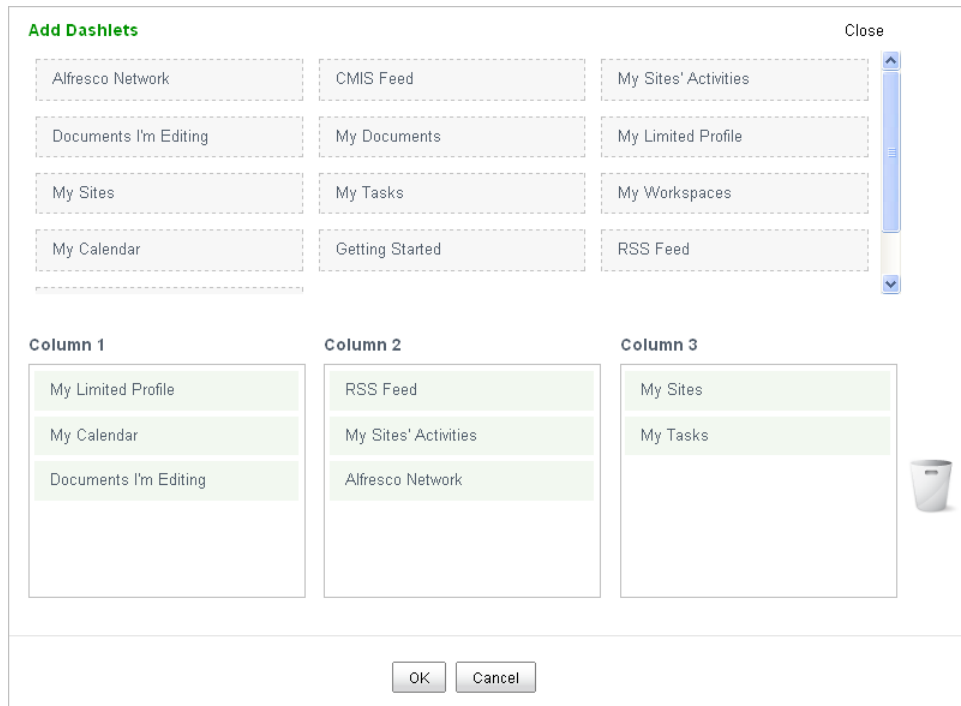 Add Dashlets Close
Alfresco Network CMIS Feed My Sites' Activities
Documents I'm Editing My Documents My Limited Profile
My Sites My Tasks My Workspaces
My Calendar Getting Started RSS Feed
Column 1 Column 2 Column 3
My Limited Profile RSS Feed My Sites
My Calendar My Sites' Activities My Tasks
Documents I'm Editing Alfresco Network
OK Cancel